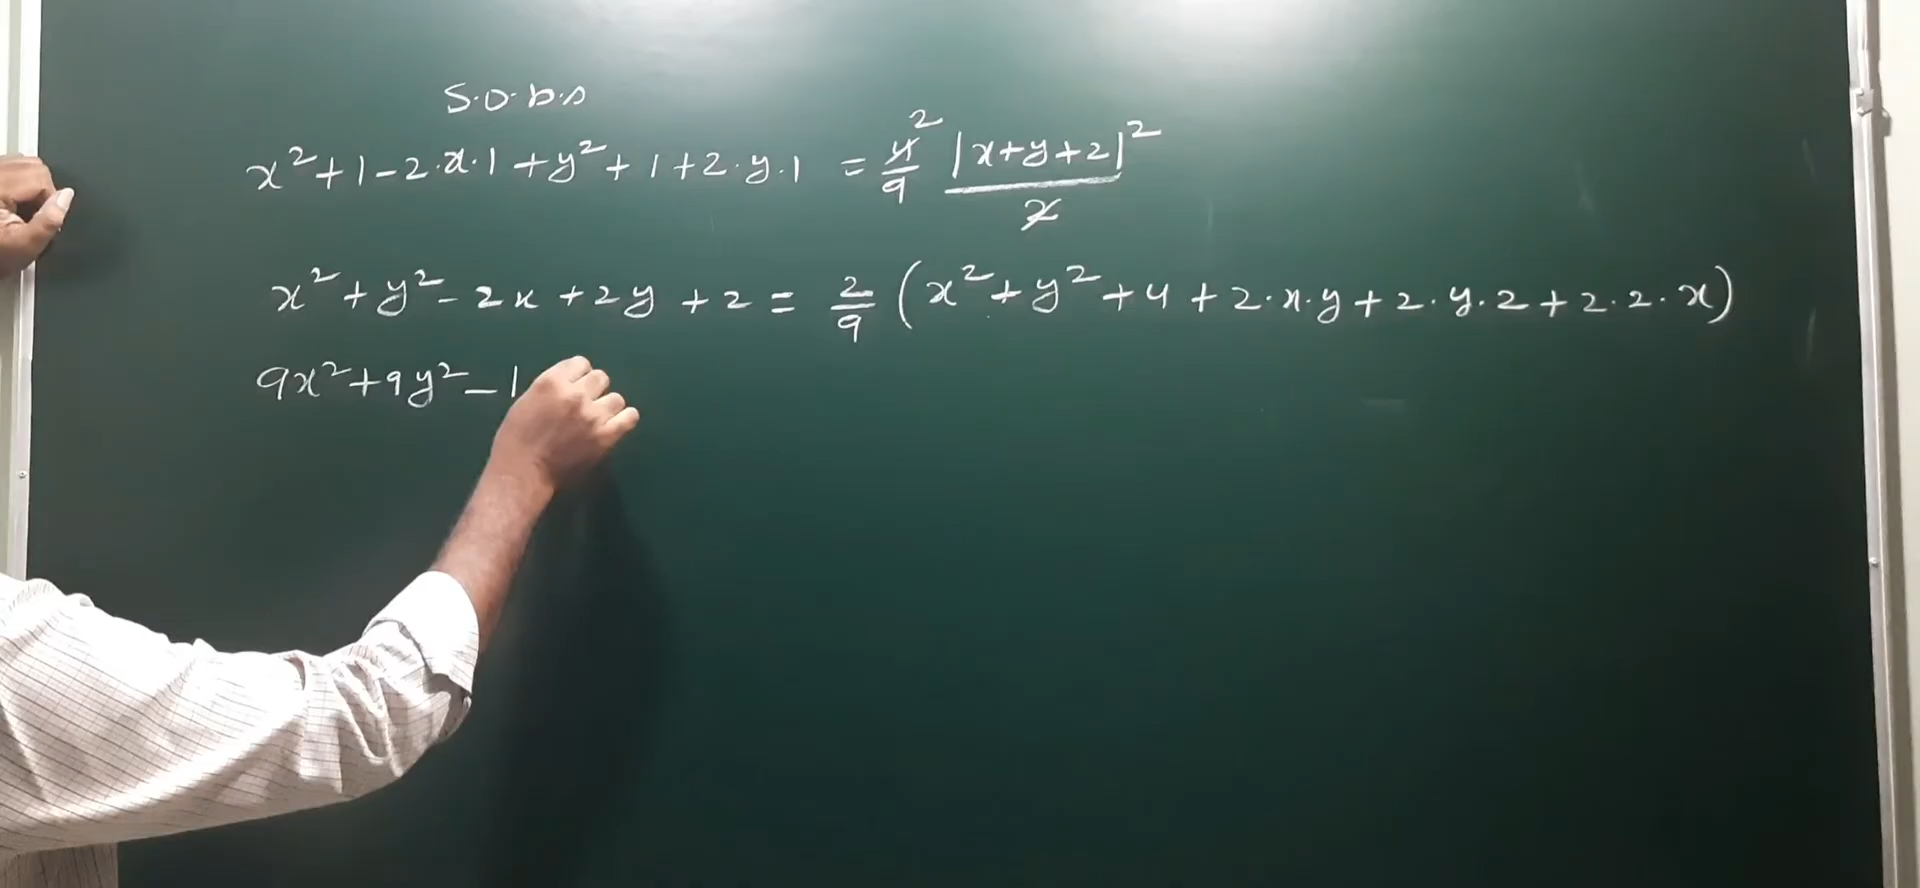 S.O.b.s
x²+1-2·x·1+y²+1+2·y·1 = 4/9 2 |x+y+2|²/2
x²+y²-2x+2y+2 = 2/9 (x²+y²+4+2·x·y+2·y·2+2·2·x)
9x²+9y²-1